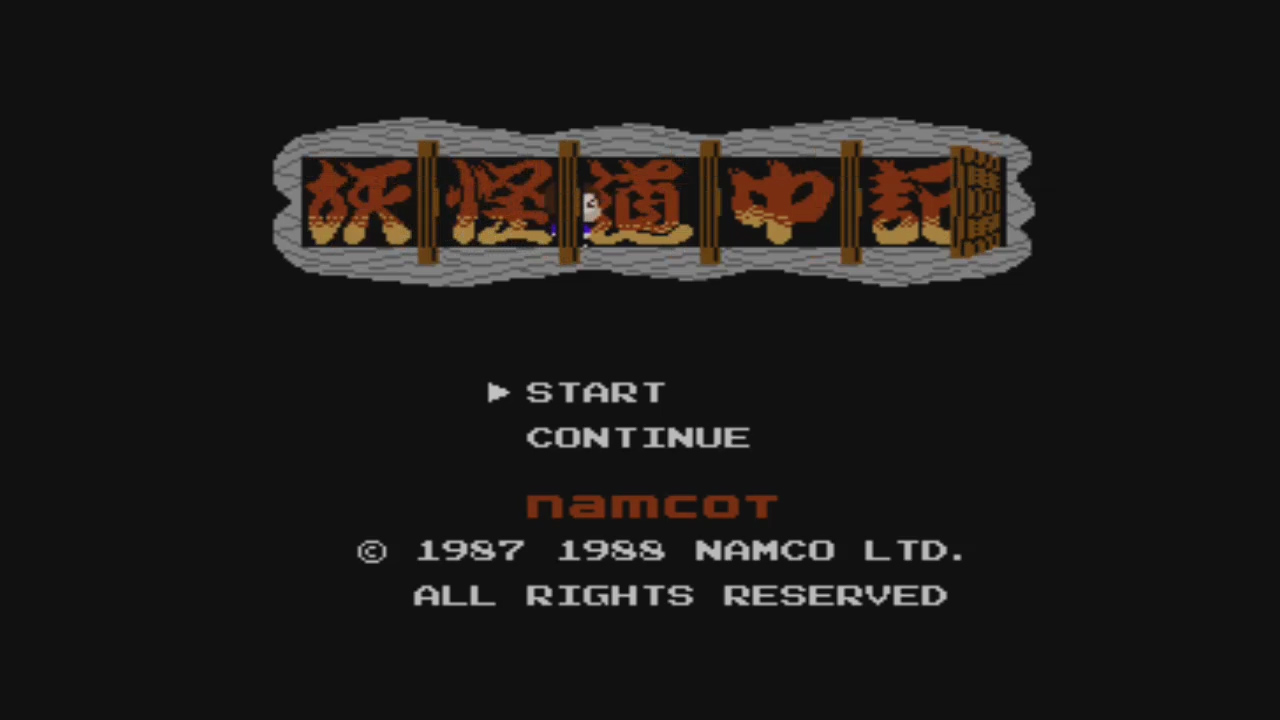 妖怪道中記
START
CONTINUE
namcot
© 1987 1988 NAMCO LTD.
ALL RIGHTS RESERVED